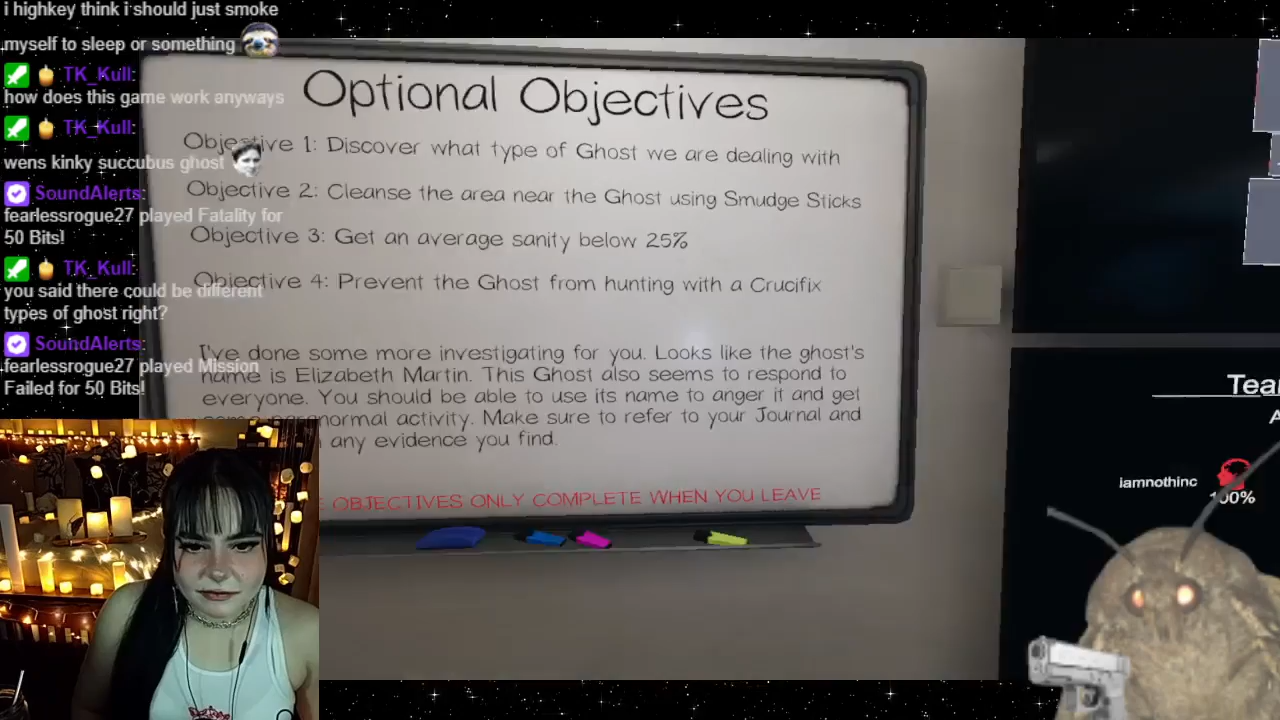 i highkey think i should just smoke
myself to sleep or something
TK_Kull:
how does this game work anyways
TK_Kull:
wens kinky succubus ghost
SoundAlerts:
fearlessrogue27 played Fatality for
50 Bits!
TK_Kull:
you said there could be different
types of ghost right?
SoundAlerts:
fearlessrogue27 played Mission
Failed for 50 Bits!
Optional Objectives
Objective 1: Discover what type of Ghost we are dealing with
Objective 2: Cleanse the area near the Ghost using Smudge Sticks
Objective 3: Get an average sanity below 25%
Objective 4: Prevent the Ghost from hunting with a Crucifix
I've done some more investigating for you. Looks like the ghost's
name is Elizabeth Martin. This Ghost also seems to respond to
everyone. You should be able to use its name to anger it and get
some paranormal activity. Make sure to refer to your Journal and
any evidence you find.
OBJECTIVES ONLY COMPLETE WHEN YOU LEAVE
iamnothinc
100%